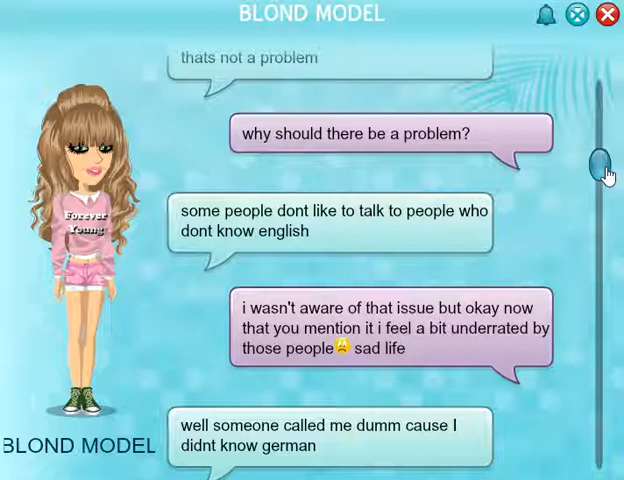 BLOND MODEL
thats not a problem
why should there be a problem?
some people dont like to talk to people who
dont know english
Forever
Young
i wasn't aware of that issue but okay now
that you mention it i feel a bit underrated by
those people😟 sad life
well someone called me dumm cause I
didnt know german
BLOND MODEL